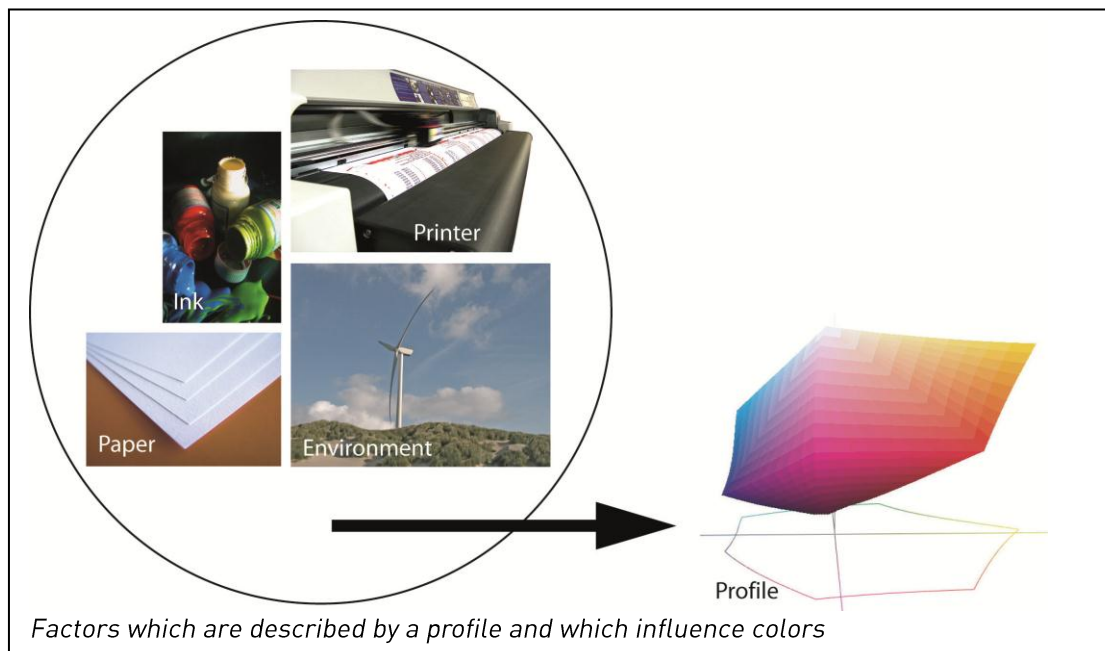 Printer
Ink
Paper
Environment
Profile
Factors which are described by a profile and which influence colors